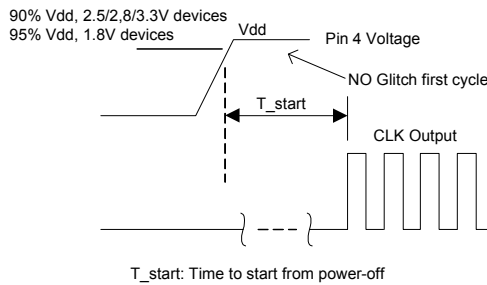 90% Vdd, 2.5/2,8/3.3V devices
95% Vdd, 1.8V devices
Vdd
Pin 4 Voltage
NO Glitch first cycle
T_start
CLK Output
T_start: Time to start from power-off